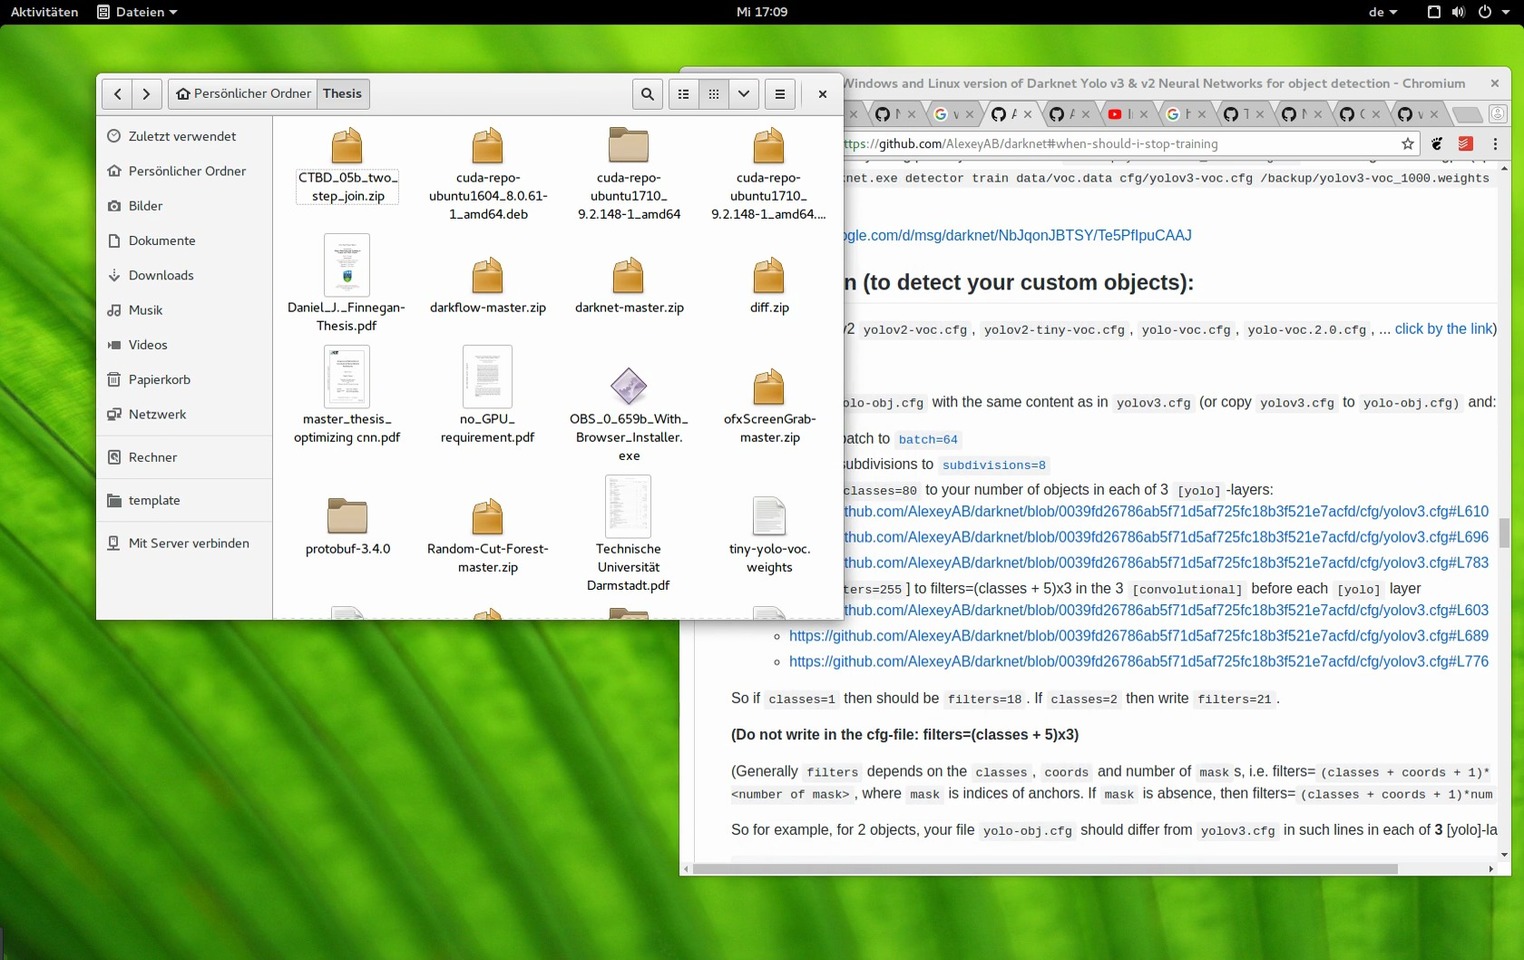 Aktivitäten
Dateien
Mi 17:09
de
Persönlicher Ordner
Thesis
Zuletzt verwendet
Persönlicher Ordner
Bilder
Dokumente
Downloads
Musik
Videos
Papierkorb
Netzwerk
Rechner
template
Mit Server verbinden
CTBD_05b_two_
step_join.zip
cuda-repo-
ubuntu1604_8.0.61-
1_amd64.deb
cuda-repo-
ubuntu1710_
9.2.148-1_amd64
cuda-repo-
ubuntu1710_
9.2.148-1_amd64....
Daniel_J._Finnegan-
Thesis.pdf
darkflow-master.zip
darknet-master.zip
diff.zip
master_thesis_
optimizing cnn.pdf
no_GPU_
requirement.pdf
OBS_0_659b_With_
Browser_Installer.
exe
ofxScreenGrab-
master.zip
protobuf-3.4.0
Random-Cut-Forest-
master.zip
Technische
Universität
Darmstadt.pdf
tiny-yolo-voc.
weights
Windows and Linux version of Darknet Yolo v3 & v2 Neural Networks for object detection - Chromium
ttps://github.com/AlexeyAB/darknet#when-should-i-stop-training
knet.exe detector train data/voc.data cfg/yolov3-voc.cfg /backup/yolov3-voc_1000.weights
ogle.com/d/msg/darknet/NbJqonJBTSY/Te5PfIpuCAAJ
n (to detect your custom objects):
v2 yolov2-voc.cfg , yolov2-tiny-voc.cfg , yolo-voc.cfg , yolo-voc.2.0.cfg , ... click by the link)
olo-obj.cfg with the same content as in yolov3.cfg (or copy yolov3.cfg to yolo-obj.cfg) and:
batch to batch=64
subdivisions to subdivisions=8
classes=80 to your number of objects in each of 3 [yolo] -layers:
thub.com/AlexeyAB/darknet/blob/0039fd26786ab5f71d5af725fc18b3f521e7acfd/cfg/yolov3.cfg#L610
thub.com/AlexeyAB/darknet/blob/0039fd26786ab5f71d5af725fc18b3f521e7acfd/cfg/yolov3.cfg#L696
thub.com/AlexeyAB/darknet/blob/0039fd26786ab5f71d5af725fc18b3f521e7acfd/cfg/yolov3.cfg#L783
ters=255 ] to filters=(classes + 5)x3 in the 3 [convolutional] before each [yolo] layer
thub.com/AlexeyAB/darknet/blob/0039fd26786ab5f71d5af725fc18b3f521e7acfd/cfg/yolov3.cfg#L603
https://github.com/AlexeyAB/darknet/blob/0039fd26786ab5f71d5af725fc18b3f521e7acfd/cfg/yolov3.cfg#L689
https://github.com/AlexeyAB/darknet/blob/0039fd26786ab5f71d5af725fc18b3f521e7acfd/cfg/yolov3.cfg#L776
So if classes=1 then should be filters=18 . If classes=2 then write filters=21 .
(Do not write in the cfg-file: filters=(classes + 5)x3)
(Generally filters depends on the classes , coords and number of mask s, i.e. filters= (classes + coords + 1)*
<number of mask> , where mask is indices of anchors. If mask is absence, then filters= (classes + coords + 1)*num
So for example, for 2 objects, your file yolo-obj.cfg should differ from yolov3.cfg in such lines in each of 3 [yolo]-la